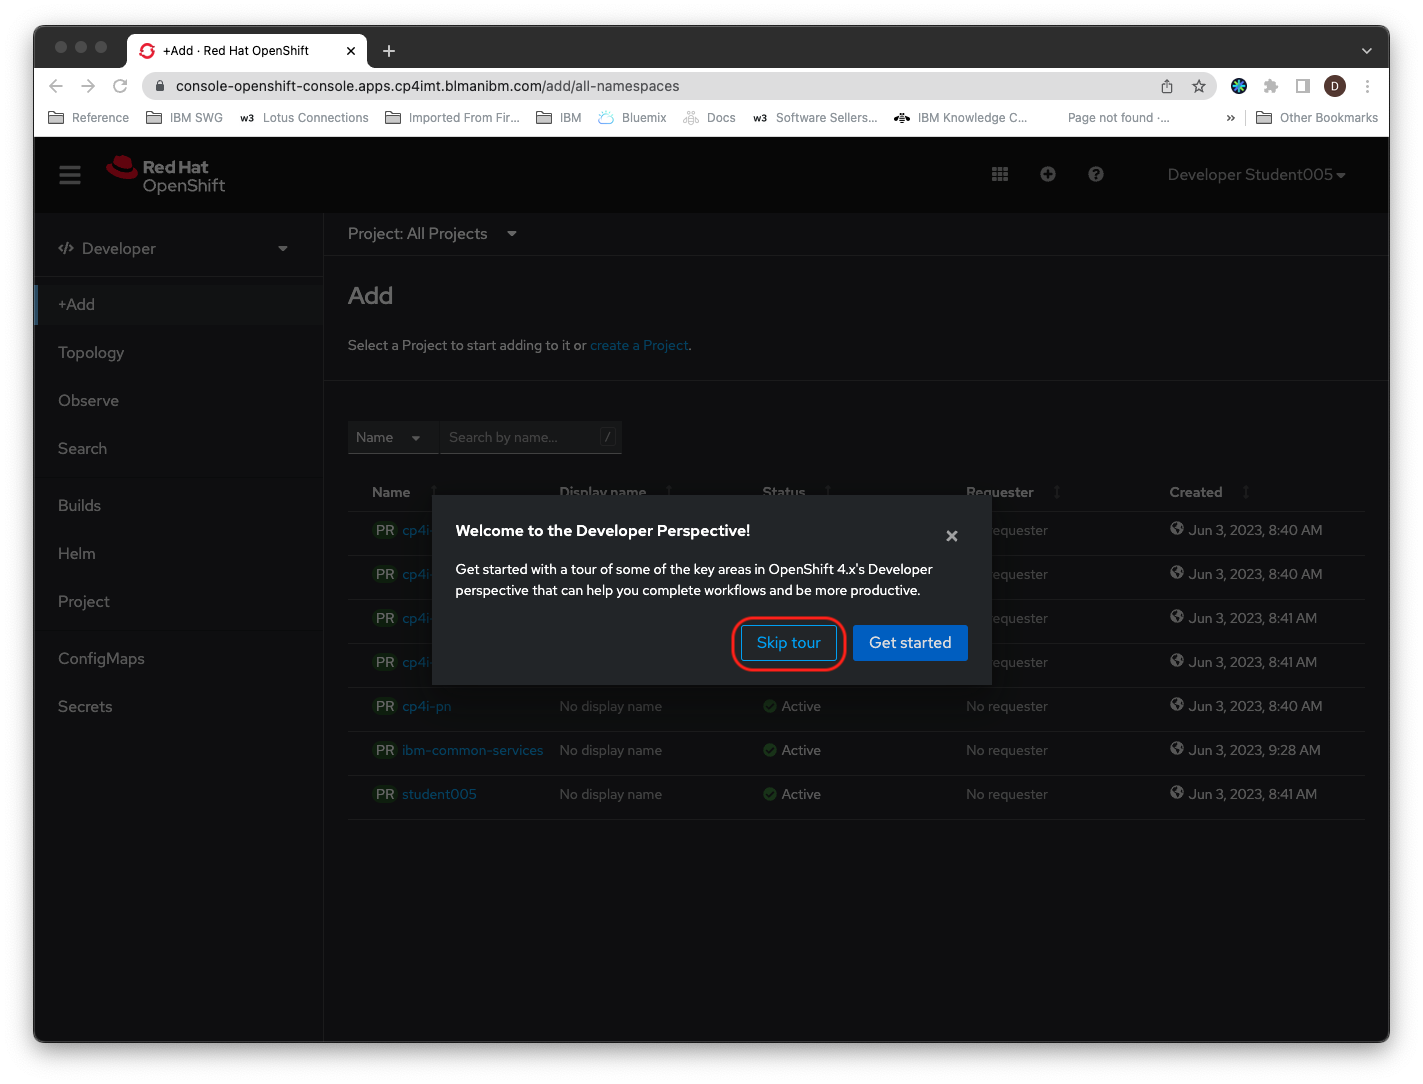 +Add · Red Hat OpenShift
console-openshift-console.apps.cp4imt.blmanibm.com/add/all-namespaces
D
Reference IBM SWG w3 Lotus Connections Imported From Fir... IBM Bluemix Docs w3 Software Sellers... IBM Knowledge C... Page not found ·... » Other Bookmarks
Red Hat
OpenShift
Developer Student005
Developer
Project: All Projects
+Add
Add
Topology
Select a Project to start adding to it or create a Project.
Observe
Name Search by name... /
Search
Name Display name Status Requester Created
Builds
PR cp4i- requester Jun 3, 2023, 8:40 AM
Welcome to the Developer Perspective!
Helm
Get started with a tour of some of the key areas in OpenShift 4.x's Developer
perspective that can help you complete workflows and be more productive.
PR cp4i- requester Jun 3, 2023, 8:40 AM
Project
PR cp4i- requester Jun 3, 2023, 8:41 AM
Skip tour Get started
ConfigMaps
PR cp4i- requester Jun 3, 2023, 8:41 AM
Secrets
PR cp4i-pn No display name Active No requester Jun 3, 2023, 8:40 AM
PR ibm-common-services No display name Active No requester Jun 3, 2023, 9:28 AM
PR student005 No display name Active No requester Jun 3, 2023, 8:41 AM